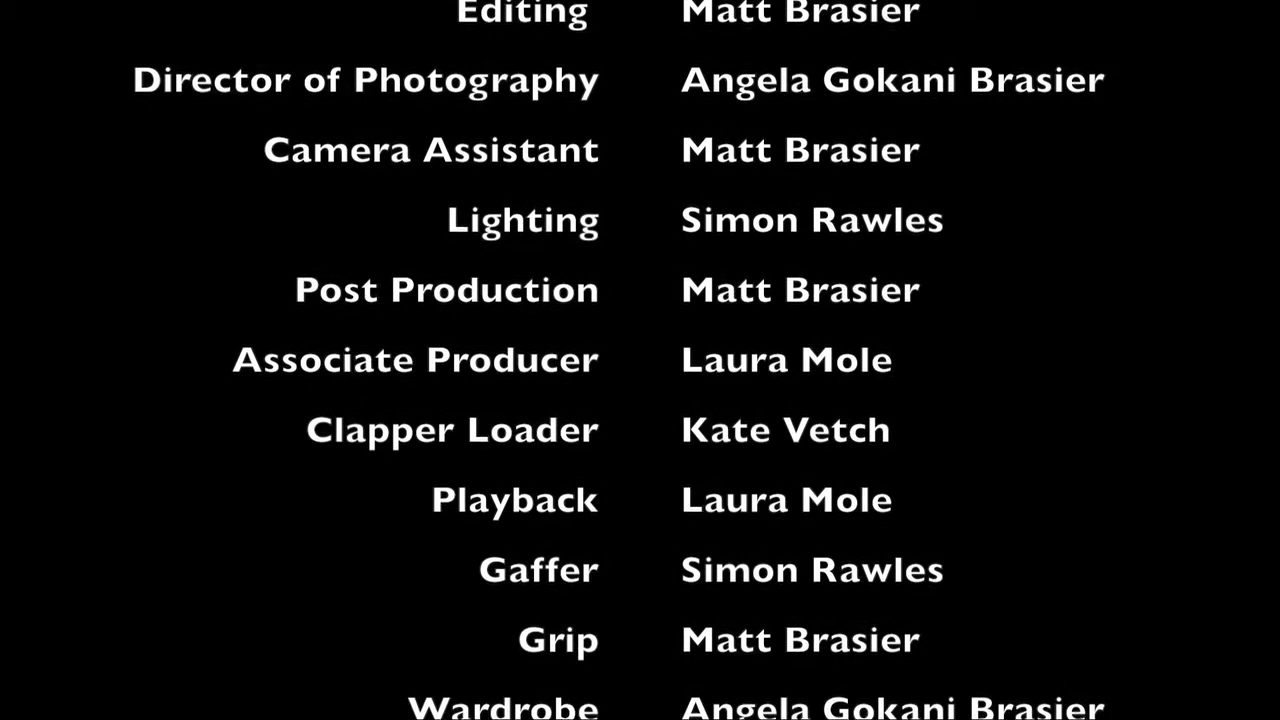 Editing Matt Brasier
Director of Photography Angela Gokani Brasier
Camera Assistant Matt Brasier
Lighting Simon Rawles
Post Production Matt Brasier
Associate Producer Laura Mole
Clapper Loader Kate Vetch
Playback Laura Mole
Gaffer Simon Rawles
Grip Matt Brasier
Wardrobe Angela Gokani Brasier